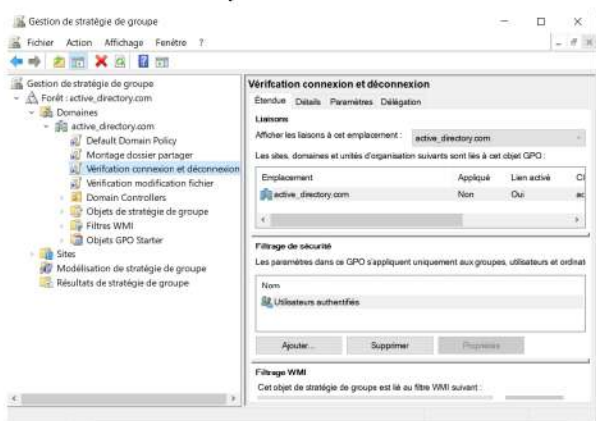 Gestion de stratégie de groupe
Fichier Action Affichage Fenêtre ?
Gestion de stratégie de groupe
Forêt : active_directory.com
Domaines
active_directory.com
Default Domain Policy
Montage dossier partager
Vérifcation connexion et déconnexion
Vérification modification fichier
Domain Controllers
Objets de stratégie de groupe
Filtres WMI
Objets GPO Starter
Sites
Modélisation de stratégie de groupe
Résultats de stratégie de groupe
Vérifcation connexion et déconnexion
Étendue Détails Paramètres Délégation
Liaisons
Afficher les liaisons à cet emplacement : active_directory.com
Les sites, domaines et unités d'organisation suivants sont liés à cet objet GPO :
Emplacement Appliqué Lien activé
active_directory.com Non Oui
Filtrage de sécurité
Les paramètres dans ce GPO s'appliquent uniquement aux groupes, utilisateurs et ordinat
Nom
Utilisateurs authentifiés
Ajouter... Supprimer Propriétés
Filtrage WMI
Cet objet de stratégie de groupe est lié au filtre WMI suivant :